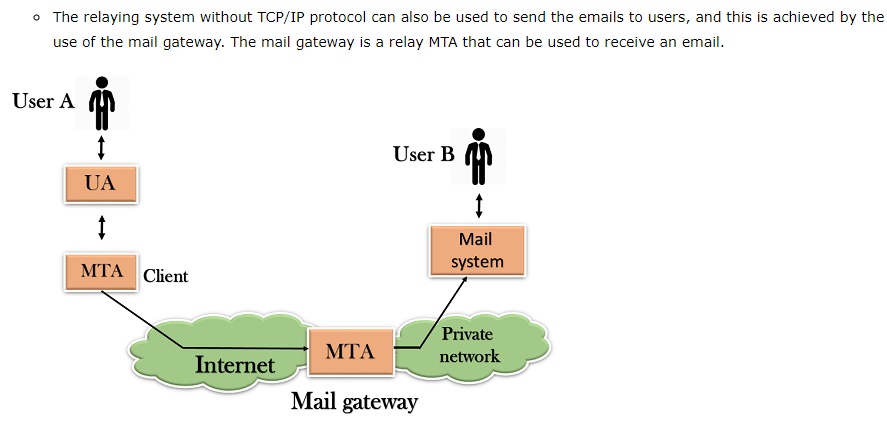 The relaying system without TCP/IP protocol can also be used to send the emails to users, and this is achieved by the
use of the mail gateway. The mail gateway is a relay MTA that can be used to receive an email.
User A
User B
UA
Mail
system
MTA
Client
Private
network
MTA
Internet
Mail gateway